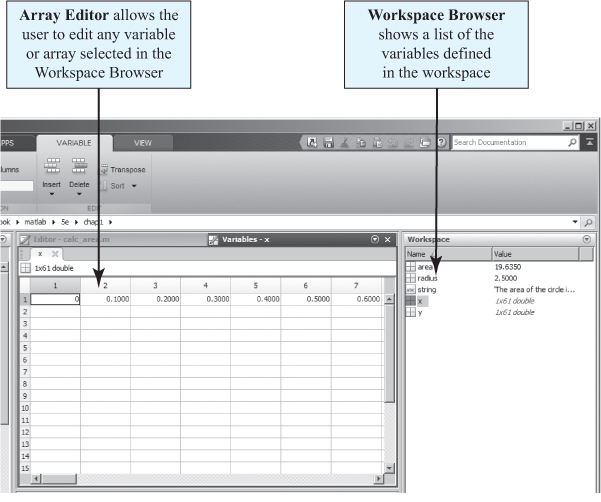 Array Editor allows the
user to edit any variable
or array selected in the
Workspace Browser
Workspace Browser
shows a list of the
variables defined
in the workspace
PPS VARIABLE VIEW
Search Documentation
lumns
Insert Delete
Transpose
Sort
ON EDIT
ook ▸ matlab ▸ 5e ▸ chap1 ▸
Editor - calc_area.m
Variables - x
x
1x61 double
1 2 3 4 5 6 7
1 0 0.1000 0.2000 0.3000 0.4000 0.5000 0.6000
2
3
4
5
6
7
8
9
10
11
12
13
14
15
Workspace
Name Value
area 19.6350
radius 2.5000
abc string 'The area of the circle i...
x 1x61 double
y 1x61 double